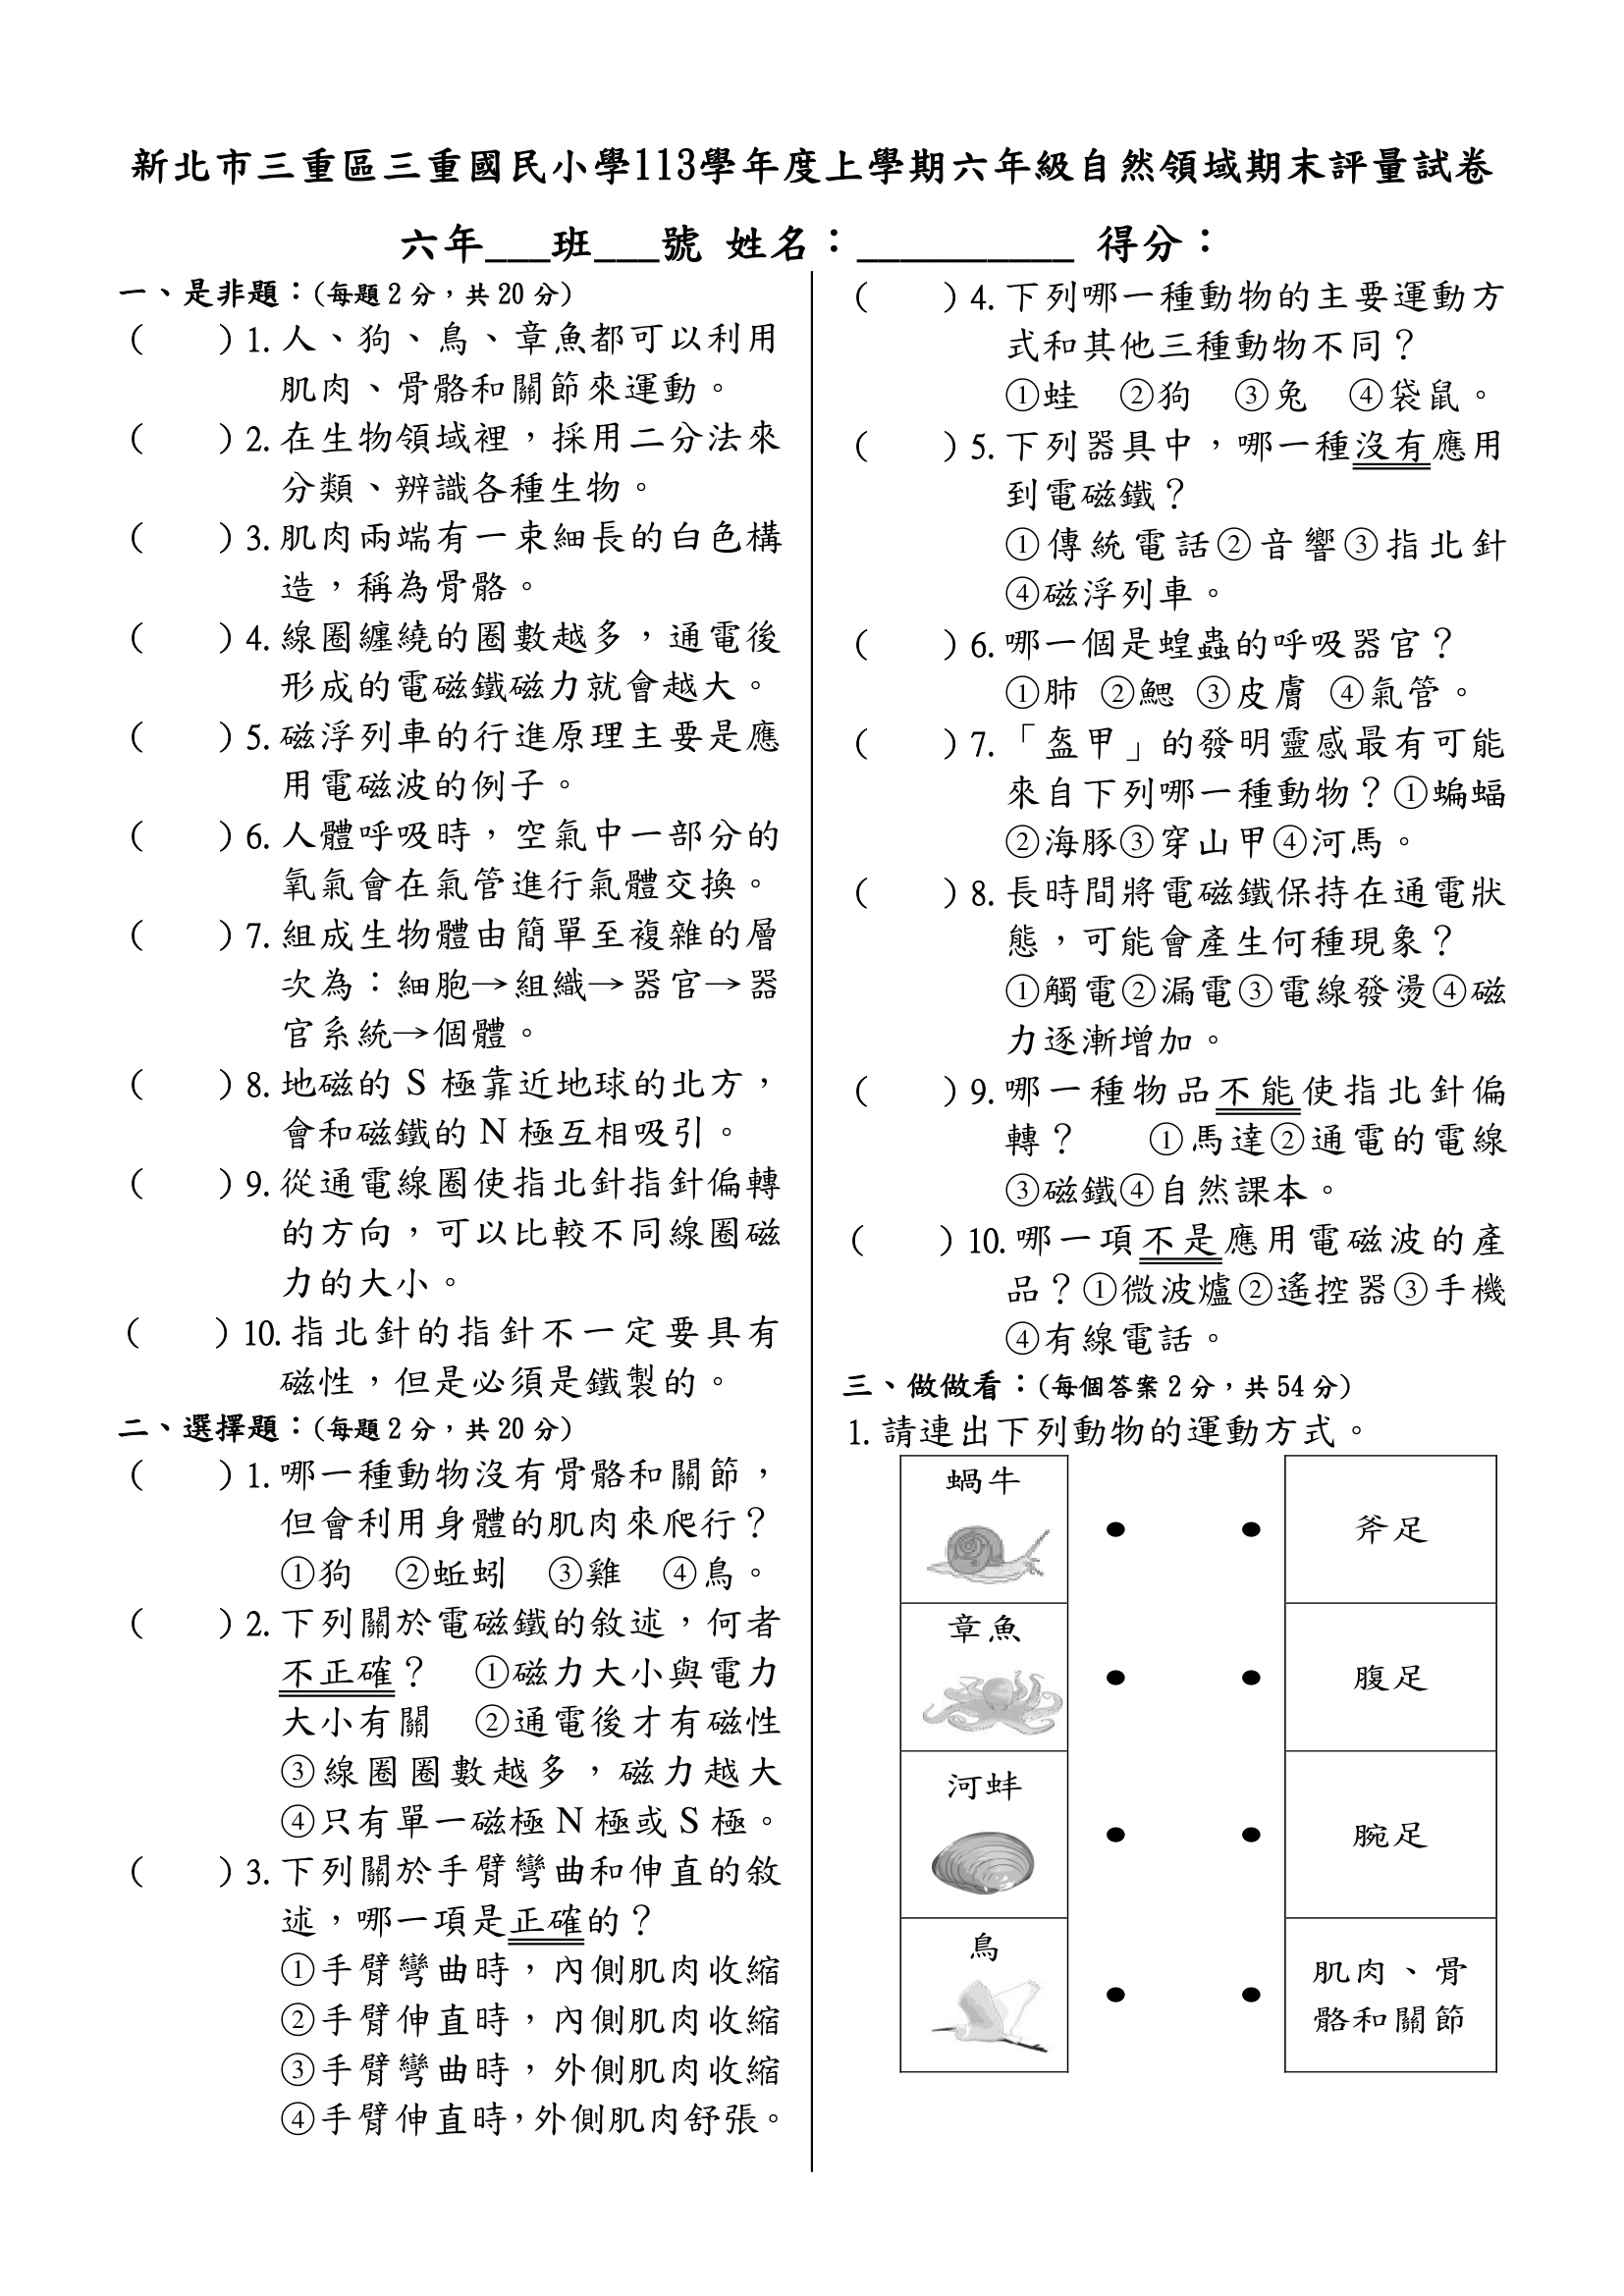 新北市三重區三重國民小學113學年度上學期六年級自然領域期末評量試卷
六年___班___號 姓名：__________ 得分：
一、是非題：（每題2分，共20分）
（　　）1. 人、狗、鳥、章魚都可以利用
肌肉、骨骼和關節來運動。
（　　）2. 在生物領域裡，採用二分法來
分類、辨識各種生物。
（　　）3. 肌肉兩端有一束細長的白色構
造，稱為骨骼。
（　　）4. 線圈纏繞的圈數越多，通電後
形成的電磁鐵磁力就會越大。
（　　）5. 磁浮列車的行進原理主要是應
用電磁波的例子。
（　　）6. 人體呼吸時，空氣中一部分的
氧氣會在氣管進行氣體交換。
（　　）7. 組成生物體由簡單至複雜的層
次為：細胞→組織→器官→器
官系統→個體。
（　　）8. 地磁的 S 極靠近地球的北方，
會和磁鐵的 N 極互相吸引。
（　　）9. 從通電線圈使指北針指針偏轉
的方向，可以比較不同線圈磁
力的大小。
（　　）10. 指北針的指針不一定要具有
磁性，但是必須是鐵製的。
二、選擇題：（每題2分，共20分）
（　　）1. 哪一種動物沒有骨骼和關節，
但會利用身體的肌肉來爬行？
①狗　②蚯蚓　③雞　④鳥。
（　　）2. 下列關於電磁鐵的敘述，何者
不正確？　①磁力大小與電力
大小有關　②通電後才有磁性
③線圈圈數越多，磁力越大
④只有單一磁極 N 極或 S 極。
（　　）3. 下列關於手臂彎曲和伸直的敘
述，哪一項是正確的？
①手臂彎曲時，內側肌肉收縮
②手臂伸直時，內側肌肉收縮
③手臂彎曲時，外側肌肉收縮
④手臂伸直時，外側肌肉舒張。
（　　）4. 下列哪一種動物的主要運動方
式和其他三種動物不同？
①蛙　②狗　③兔　④袋鼠。
（　　）5. 下列器具中，哪一種沒有應用
到電磁鐵？
①傳統電話②音響③指北針
④磁浮列車。
（　　）6. 哪一個是蝗蟲的呼吸器官？
①肺 ②鰓 ③皮膚 ④氣管。
（　　）7. 「盔甲」的發明靈感最有可能
來自下列哪一種動物？①蝙蝠
②海豚③穿山甲④河馬。
（　　）8. 長時間將電磁鐵保持在通電狀
態，可能會產生何種現象？
①觸電②漏電③電線發燙④磁
力逐漸增加。
（　　）9. 哪一種物品不能使指北針偏
轉？　　①馬達②通電的電線
③磁鐵④自然課本。
（　　）10. 哪一項不是應用電磁波的產
品？①微波爐②遙控器③手機
④有線電話。
三、做做看：（每個答案2分，共54分）
1. 請連出下列動物的運動方式。
蝸牛
斧足
章魚
腹足
河蚌
腕足
鳥
肌肉、骨
骼和關節